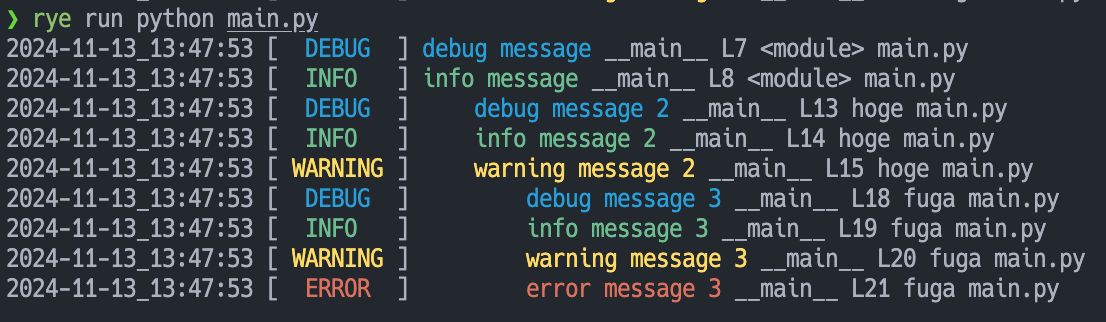 ❯ rye run python main.py
2024-11-13_13:47:53 [  DEBUG  ] debug message __main__ L7 <module> main.py
2024-11-13_13:47:53 [  INFO   ] info message __main__ L8 <module> main.py
2024-11-13_13:47:53 [  DEBUG  ]     debug message 2 __main__ L13 hoge main.py
2024-11-13_13:47:53 [  INFO   ]     info message 2 __main__ L14 hoge main.py
2024-11-13_13:47:53 [ WARNING ]     warning message 2 __main__ L15 hoge main.py
2024-11-13_13:47:53 [  DEBUG  ]         debug message 3 __main__ L18 fuga main.py
2024-11-13_13:47:53 [  INFO   ]         info message 3 __main__ L19 fuga main.py
2024-11-13_13:47:53 [ WARNING ]         warning message 3 __main__ L20 fuga main.py
2024-11-13_13:47:53 [  ERROR  ]         error message 3 __main__ L21 fuga main.py